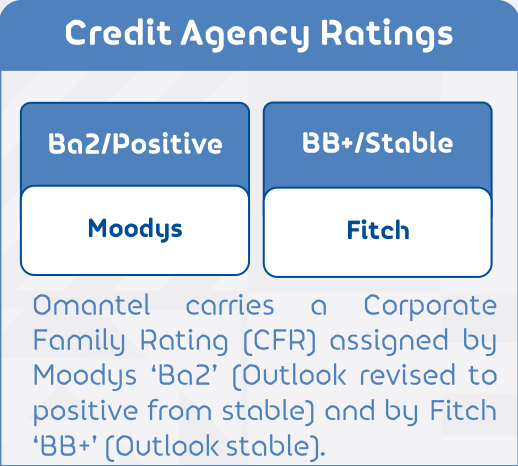 Credit Agency Ratings
Ba2/Positive
BB+/Stable
Moodys
Fitch
Omantel carries a Corporate
Family Rating (CFR) assigned by
Moodys ‘Ba2’ (Outlook revised to
positive from stable) and by Fitch
‘BB+’ (Outlook stable).